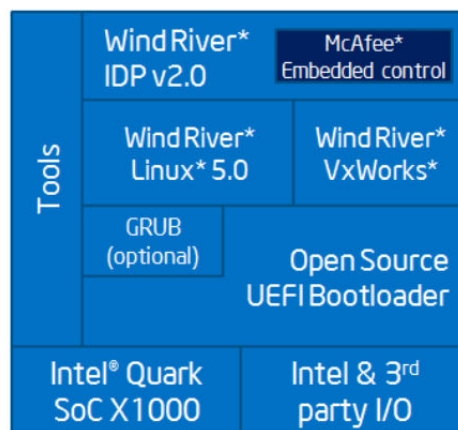 Wind River*
IDP v2.0
McAfee*
Embedded control
Tools
Wind River*
Linux* 5.0
Wind River*
VxWorks*
GRUB
(optional)
Open Source
UEFI Bootloader
Intel® Quark
SoC X1000
Intel & 3rd
party I/O